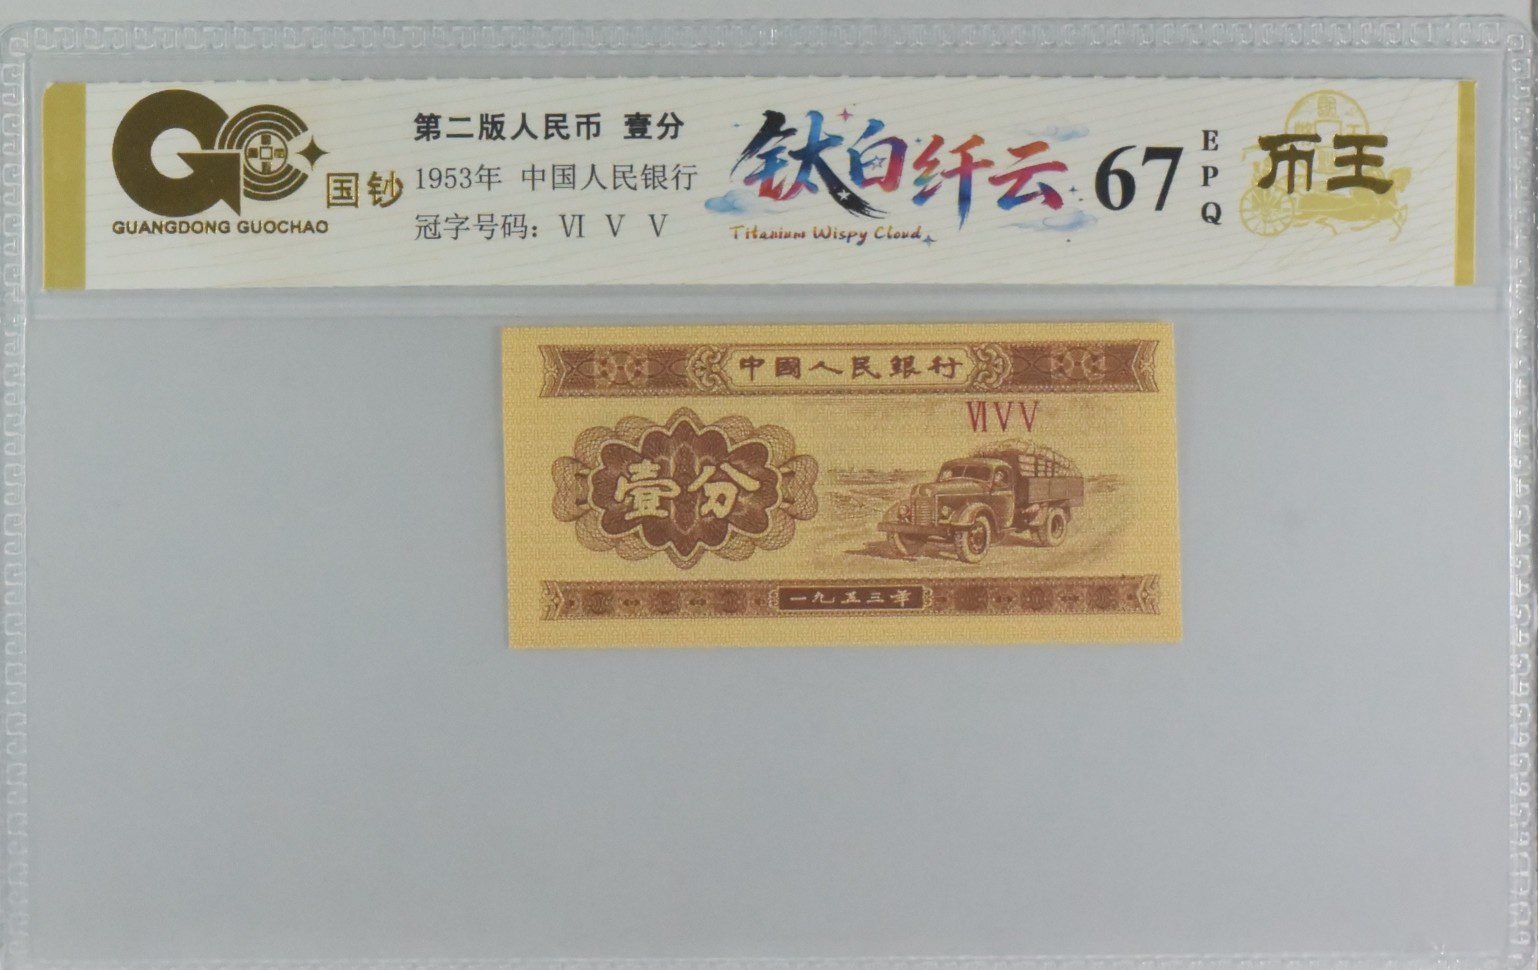 国钞
GUANGDONG GUOCHAO
第二版人民币 壹分
1953年 中国人民银行
冠字号码：Ⅵ Ⅴ Ⅴ
钛白纤云
Titanium Wispy Cloud
67
EPQ
币王
中國人民銀行
ⅥⅤⅤ
壹分
一九五三年